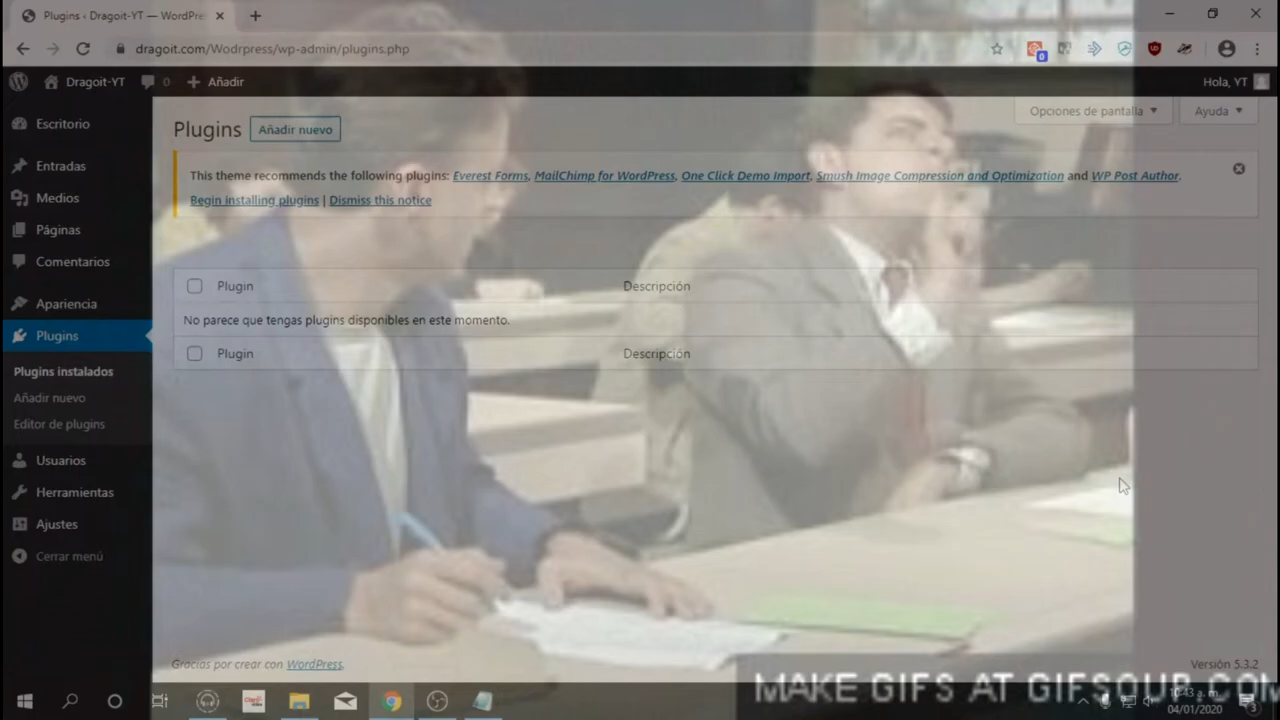 Plugins ‹ Dragoit-YT — WordPre
dragoit.com/Wodrpress/wp-admin/plugins.php
0
Dragoit-YT 0 Añadir Hola, YT
Escritorio
Entradas
Medios
Páginas
Comentarios
Apariencia
Plugins
Plugins instalados
Añadir nuevo
Editor de plugins
Usuarios
Herramientas
Ajustes
Cerrar menú
Opciones de pantalla Ayuda
Plugins Añadir nuevo
This theme recommends the following plugins: Everest Forms, MailChimp for WordPress, One Click Demo Import, Smush Image Compression and Optimization and WP Post Author.
Begin installing plugins | Dismiss this notice
Plugin Descripción
No parece que tengas plugins disponibles en este momento.
Plugin Descripción
Gracias por crear con WordPress.
Versión 5.3.2
MAKE GIFS AT GIFSOUP.COM
10:43 a. m.
04/01/2020
3